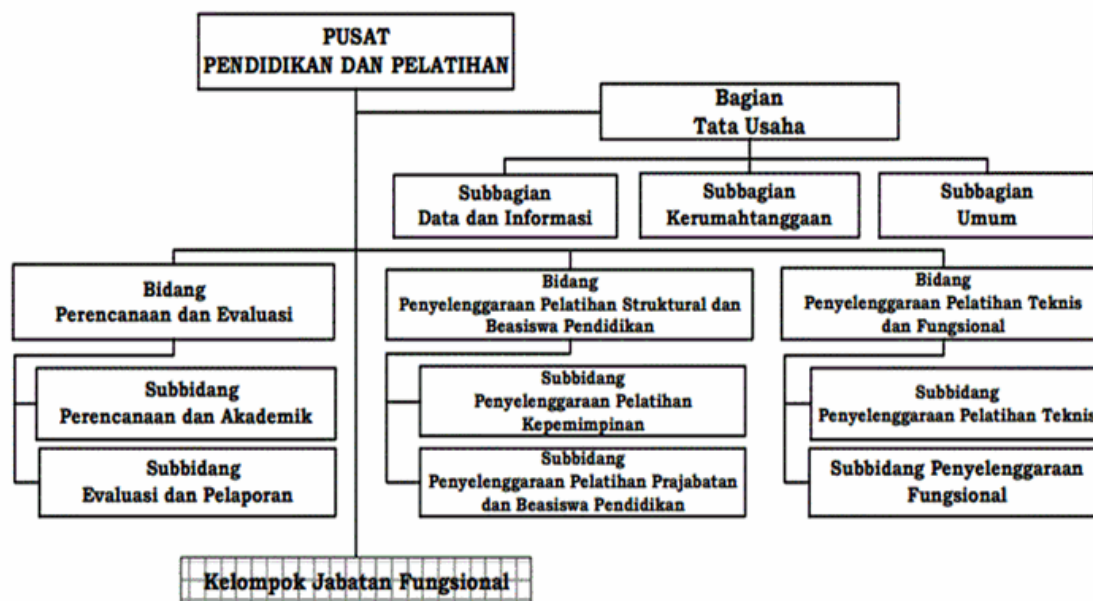 PUSAT
PENDIDIKAN DAN PELATIHAN
Bagian
Tata Usaha
Subbagian
Data dan Informasi
Subbagian
Kerumahtanggaan
Subbagian
Umum
Bidang
Perencanaan dan Evaluasi
Bidang
Penyelenggaraan Pelatihan Struktural dan
Beasiswa Pendidikan
Bidang
Penyelenggaraan Pelatihan Teknis
dan Fungsional
Subbidang
Perencanaan dan Akademik
Subbidang
Penyelenggaraan Pelatihan
Kepemimpinan
Subbidang
Penyelenggaraan Pelatihan Teknis
Subbidang
Evaluasi dan Pelaporan
Subbidang
Penyelenggaraan Pelatihan Prajabatan
dan Beasiswa Pendidikan
Subbidang Penyelenggaraan
Fungsional
Kelompok Jabatan Fungsional